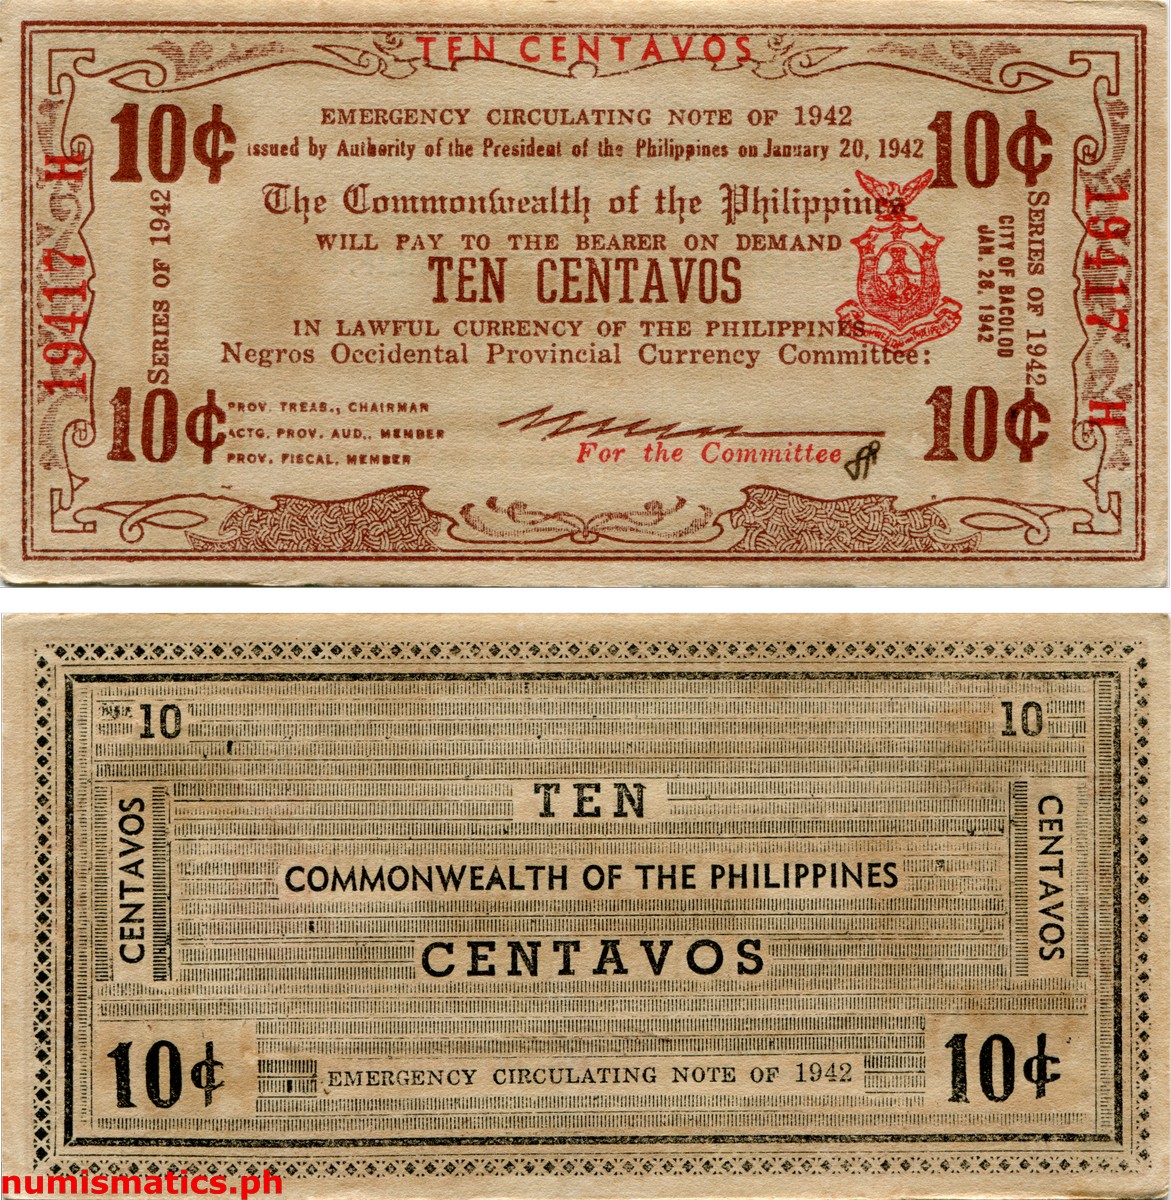 TEN CENTAVOS
10¢
10¢
EMERGENCY CIRCULATING NOTE OF 1942
issued by Authority of the President of the Philippines on January 20, 1942
The Commonwealth of the Philippines
WILL PAY TO THE BEARER ON DEMAND
TEN CENTAVOS
IN LAWFUL CURRENCY OF THE PHILIPPINES
Negros Occidental Provincial Currency Committee:
19417 H
SERIES OF 1942
CITY OF BACOLOD
JAN. 26, 1942
SERIES OF 1942
19417 H
10¢
10¢
PROV. TREAS., CHAIRMAN
ACTG. PROV. AUD., MEMBER
PROV. FISCAL, MEMBER
For the Committee
10
10
TEN
CENTAVOS
COMMONWEALTH OF THE PHILIPPINES
CENTAVOS
CENTAVOS
10¢
10¢
EMERGENCY CIRCULATING NOTE OF 1942
numismatics.ph